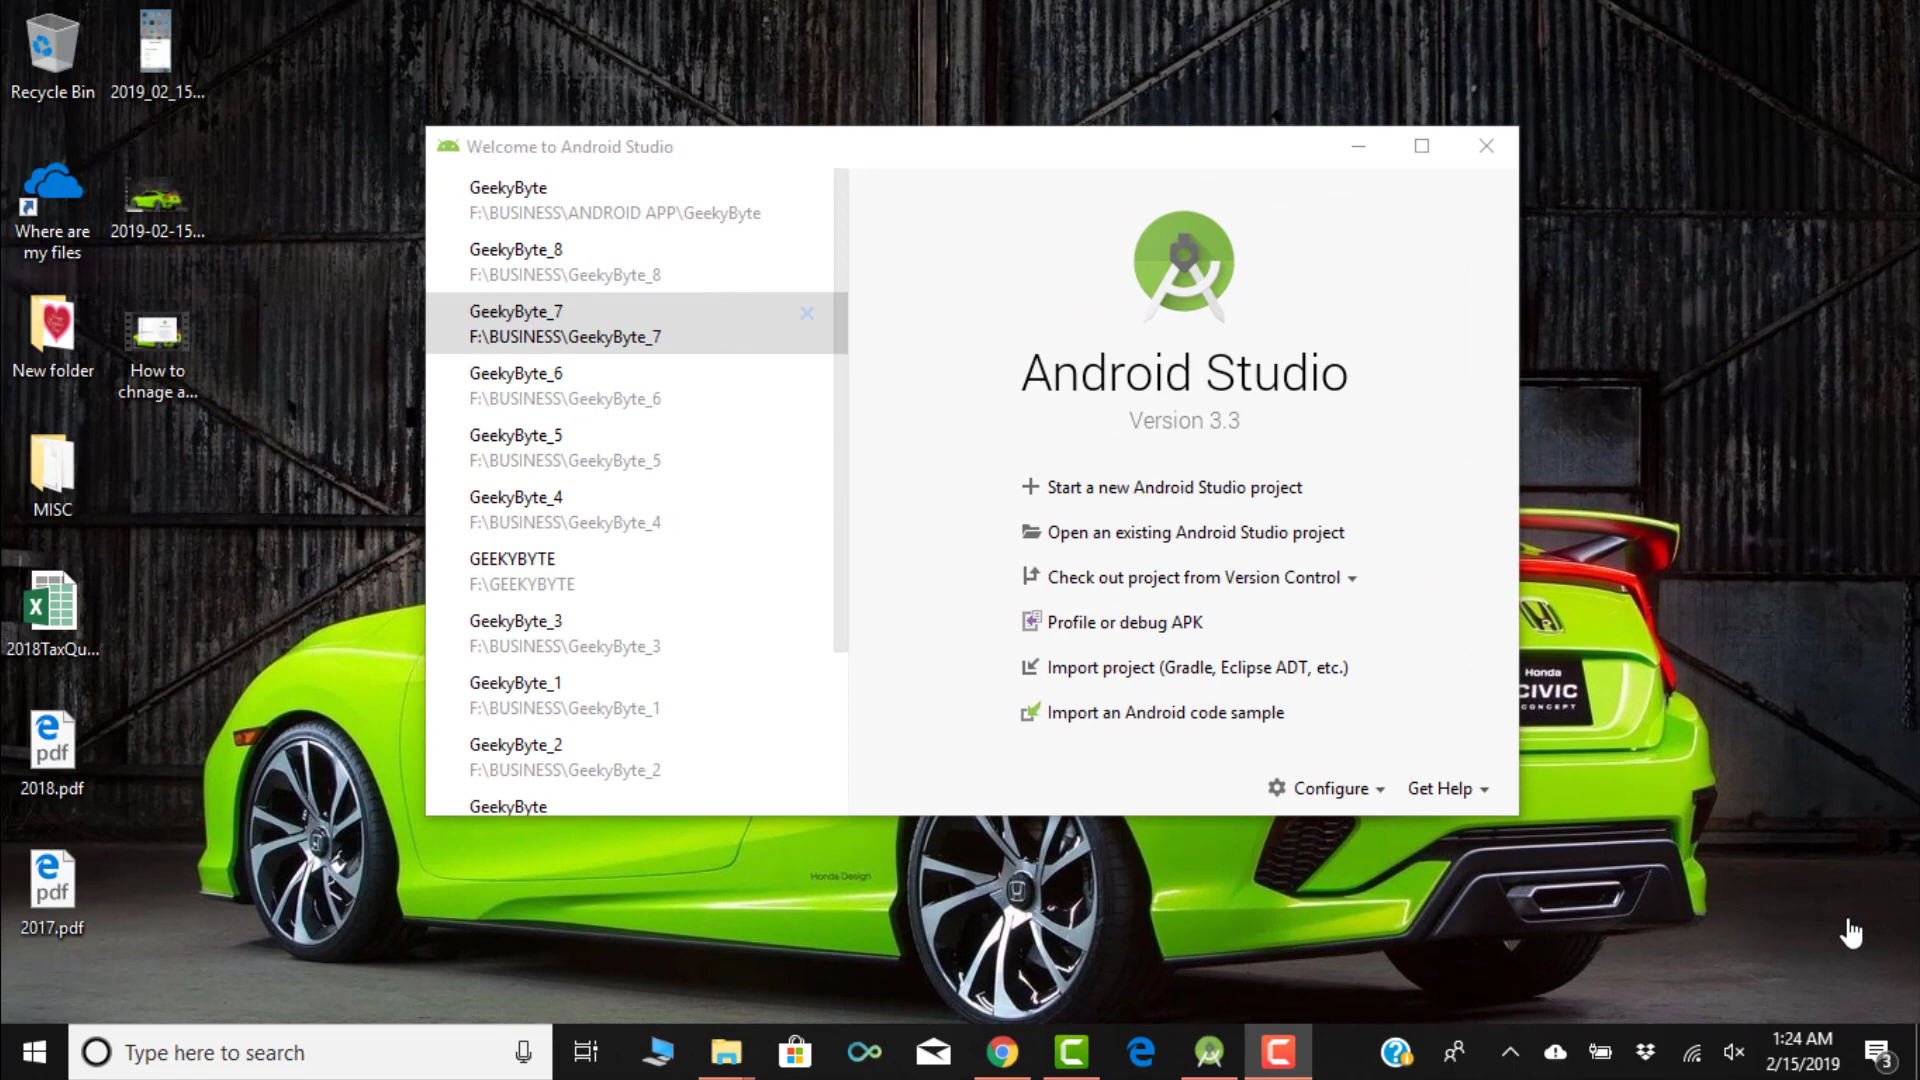 Recycle Bin
2019_02_15...
Where are
my files
2019-02-15...
New folder
How to
chnage a...
MISC
X
2018TaxQu...
pdf
2018.pdf
pdf
2017.pdf
Welcome to Android Studio
GeekyByte
F:\BUSINESS\ANDROID APP\GeekyByte
GeekyByte_8
F:\BUSINESS\GeekyByte_8
GeekyByte_7
F:\BUSINESS\GeekyByte_7
GeekyByte_6
F:\BUSINESS\GeekyByte_6
GeekyByte_5
F:\BUSINESS\GeekyByte_5
GeekyByte_4
F:\BUSINESS\GeekyByte_4
GEEKYBYTE
F:\GEEKYBYTE
GeekyByte_3
F:\BUSINESS\GeekyByte_3
GeekyByte_1
F:\BUSINESS\GeekyByte_1
GeekyByte_2
F:\BUSINESS\GeekyByte_2
GeekyByte
Android Studio
Version 3.3
Start a new Android Studio project
Open an existing Android Studio project
Check out project from Version Control
Profile or debug APK
Import project (Gradle, Eclipse ADT, etc.)
Import an Android code sample
Configure
Get Help
Honda
CIVIC
CONCEPT
Honda Design
Type here to search
1:24 AM
2/15/2019
3